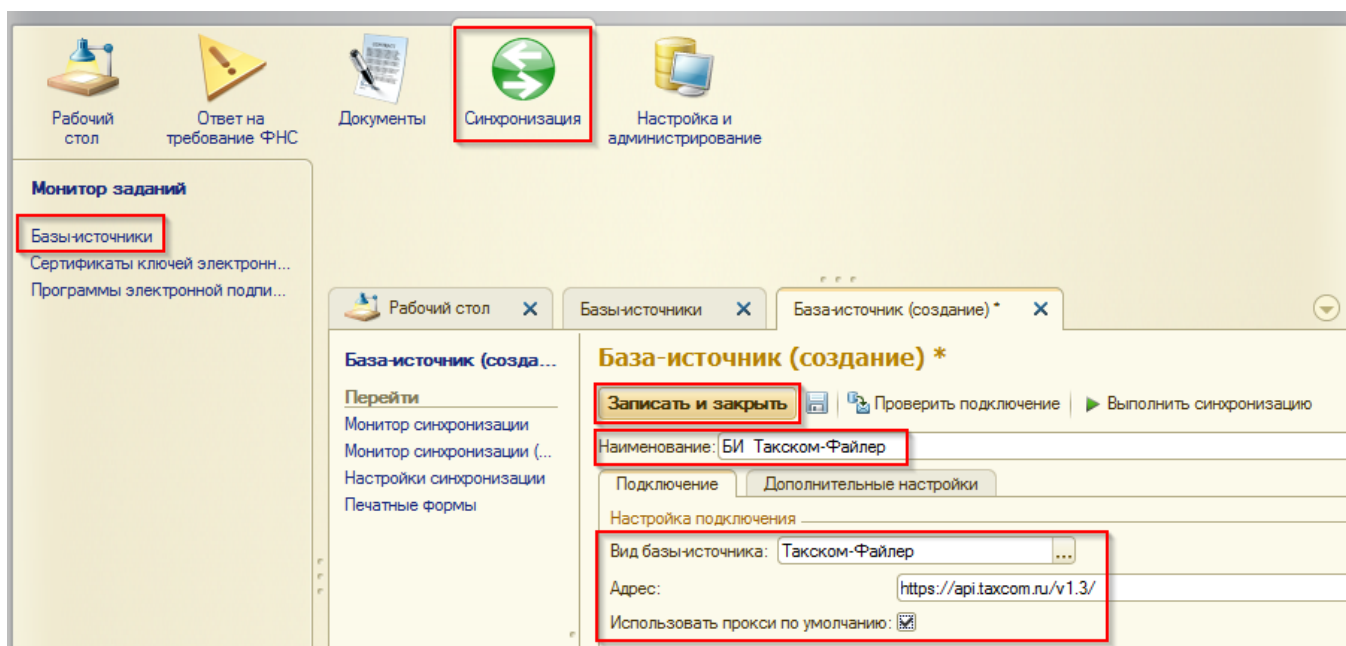 Рабочий стол
Ответ на требование ФНС
Документы
Синхронизация
Настройка и администрирование
Монитор заданий
Базы-источники
Сертификаты ключей электронн...
Программы электронной подпи...
Рабочий стол
Базы-источники
База-источник (создание) *
База-источник (созда...
Перейти
Монитор синхронизации
Монитор синхронизации (...
Настройки синхронизации
Печатные формы
База-источник (создание) *
Записать и закрыть
Проверить подключение
Выполнить синхронизацию
Наименование: БИ Такском-Файлер
Подключение
Дополнительные настройки
Настройка подключения
Вид базы-источника: Такском-Файлер ...
Адрес: https://api.taxcom.ru/v1.3/
Использовать прокси по умолчанию: